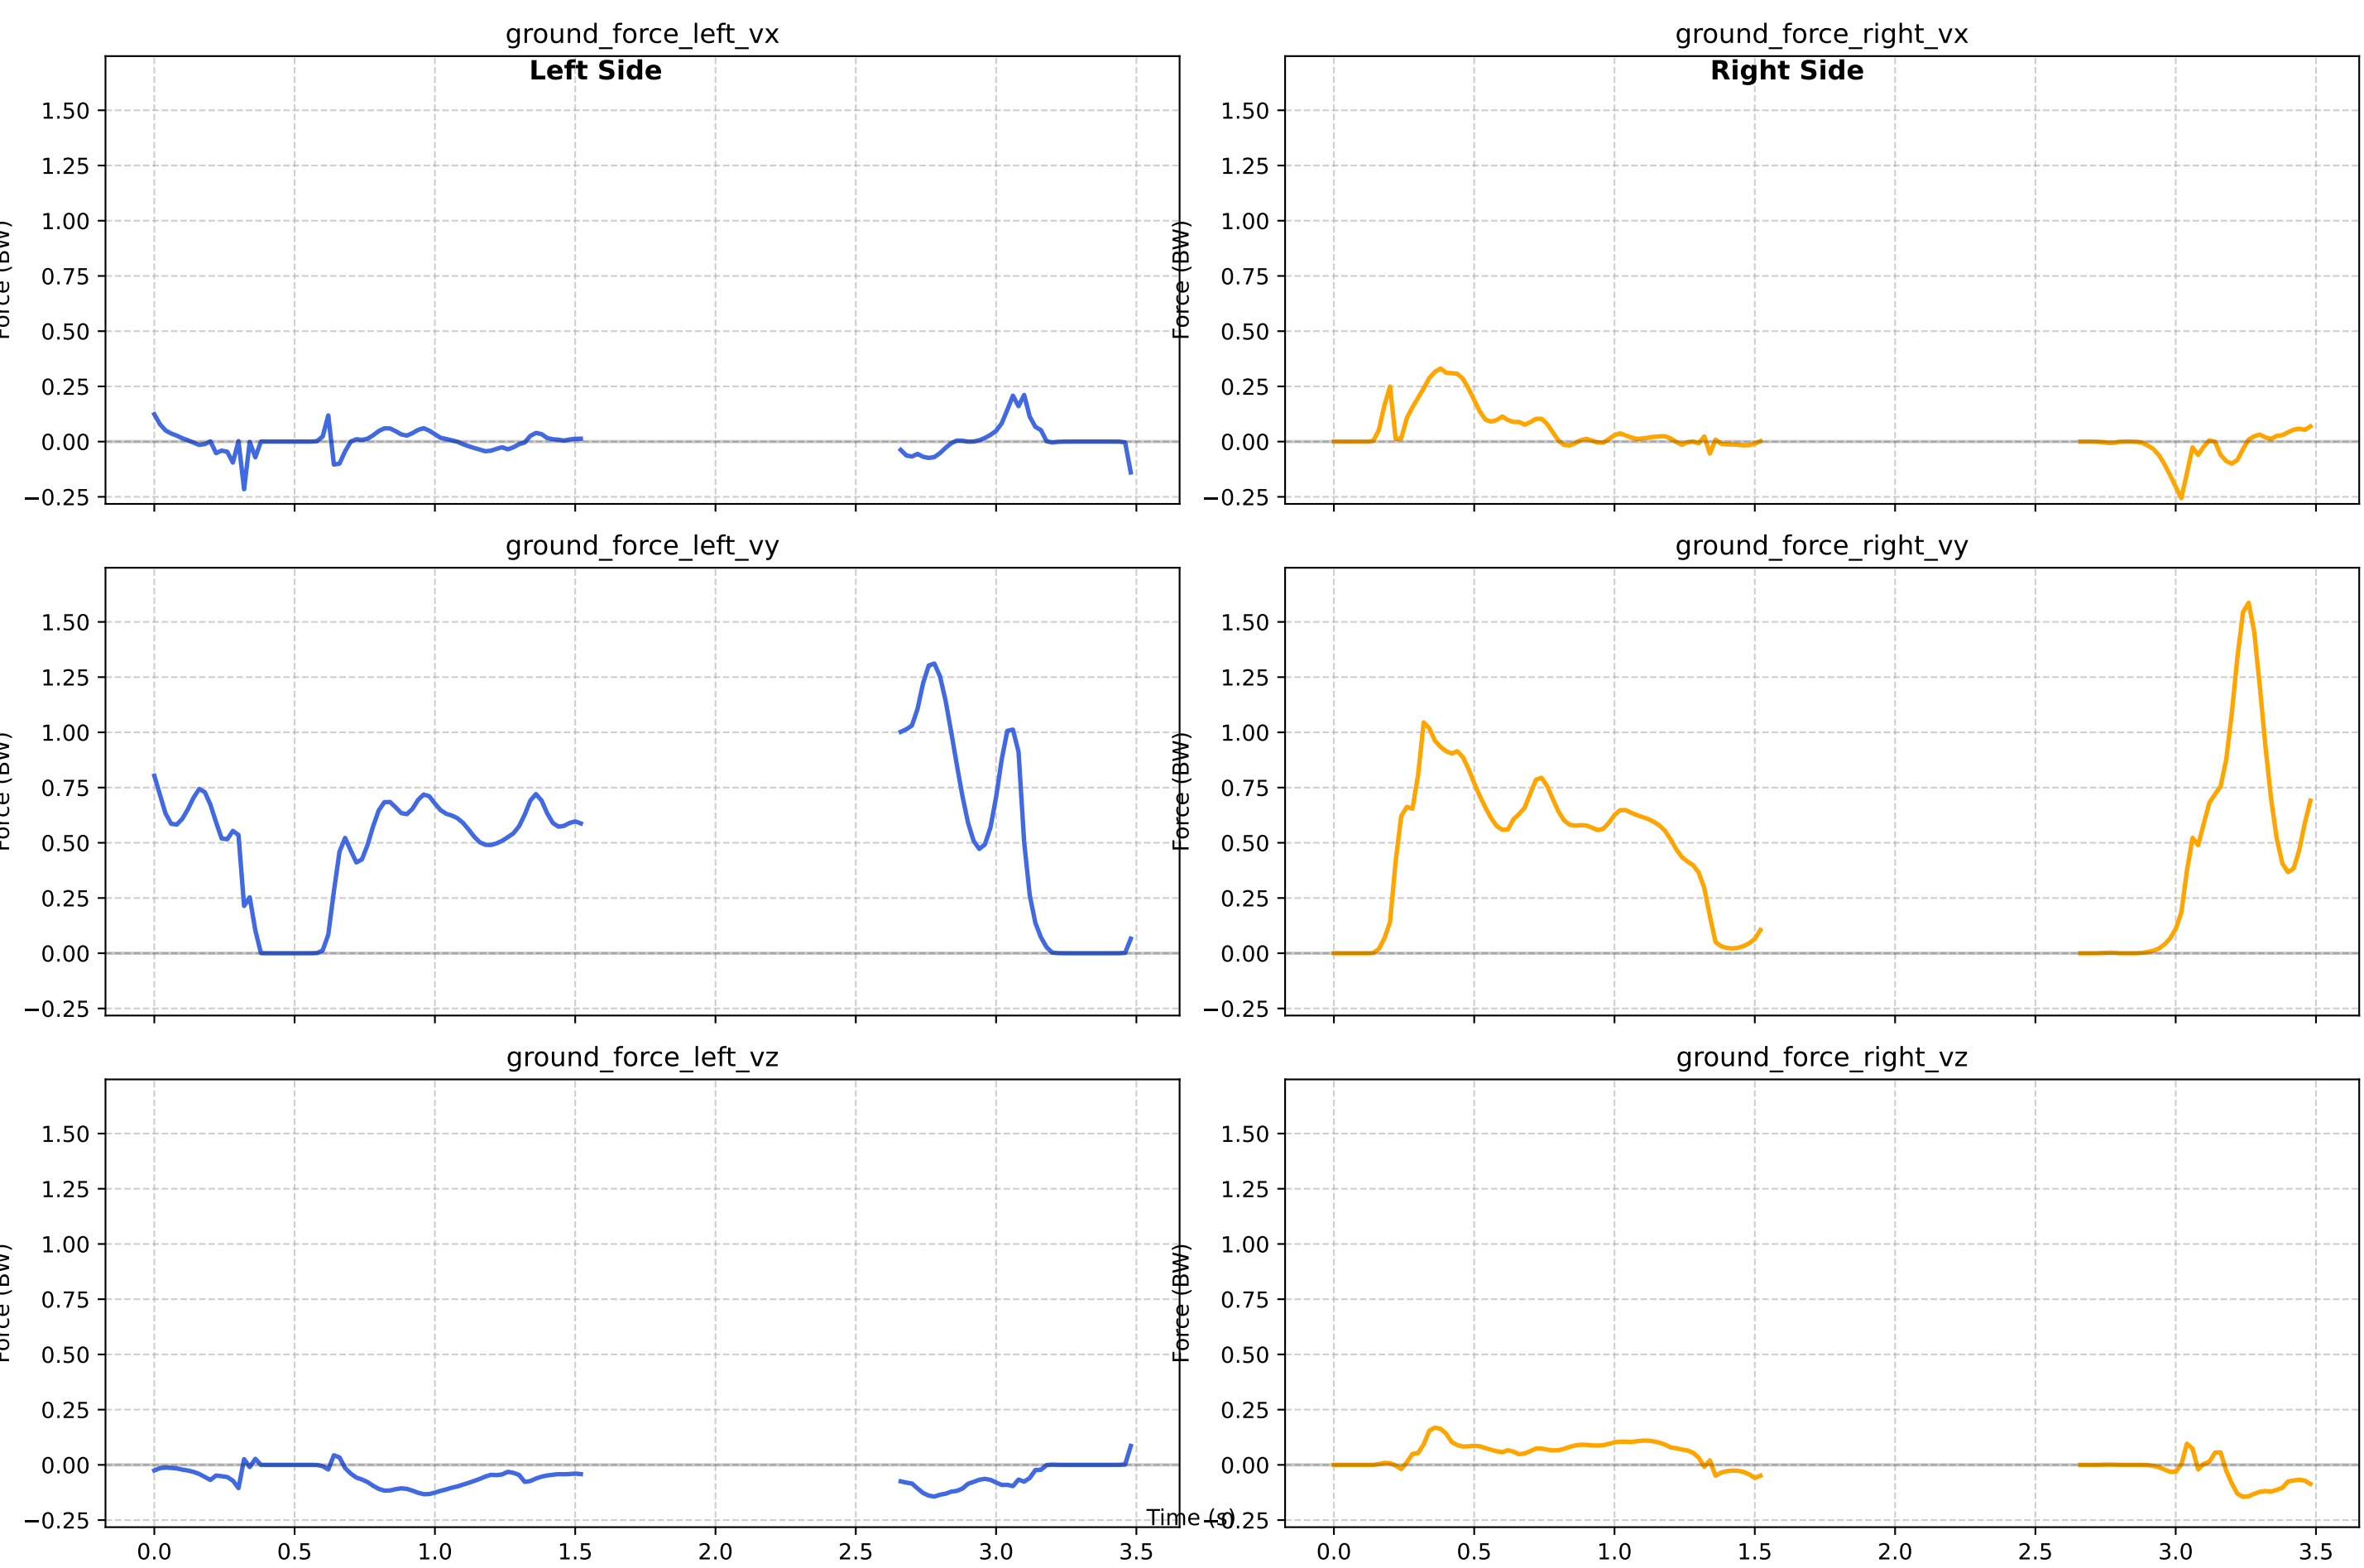 ground_force_left_vx
ground_force_right_vx
Left Side
Right Side
1.50
1.25
1.00
0.75
0.50
0.25
0.00
−0.25
Force (BW)
1.50
1.25
1.00
0.75
0.50
0.25
0.00
−0.25
Force (BW)
ground_force_left_vy
ground_force_right_vy
1.50
1.25
1.00
0.75
0.50
0.25
0.00
−0.25
Force (BW)
1.50
1.25
1.00
0.75
0.50
0.25
0.00
−0.25
Force (BW)
ground_force_left_vz
ground_force_right_vz
1.50
1.25
1.00
0.75
0.50
0.25
0.00
−0.25
Force (BW)
1.50
1.25
1.00
0.75
0.50
0.25
0.00
−0.25
Force (BW)
Time (s)
0.0 0.5 1.0 1.5 2.0 2.5 3.0 3.5
0.0 0.5 1.0 1.5 2.0 2.5 3.0 3.5